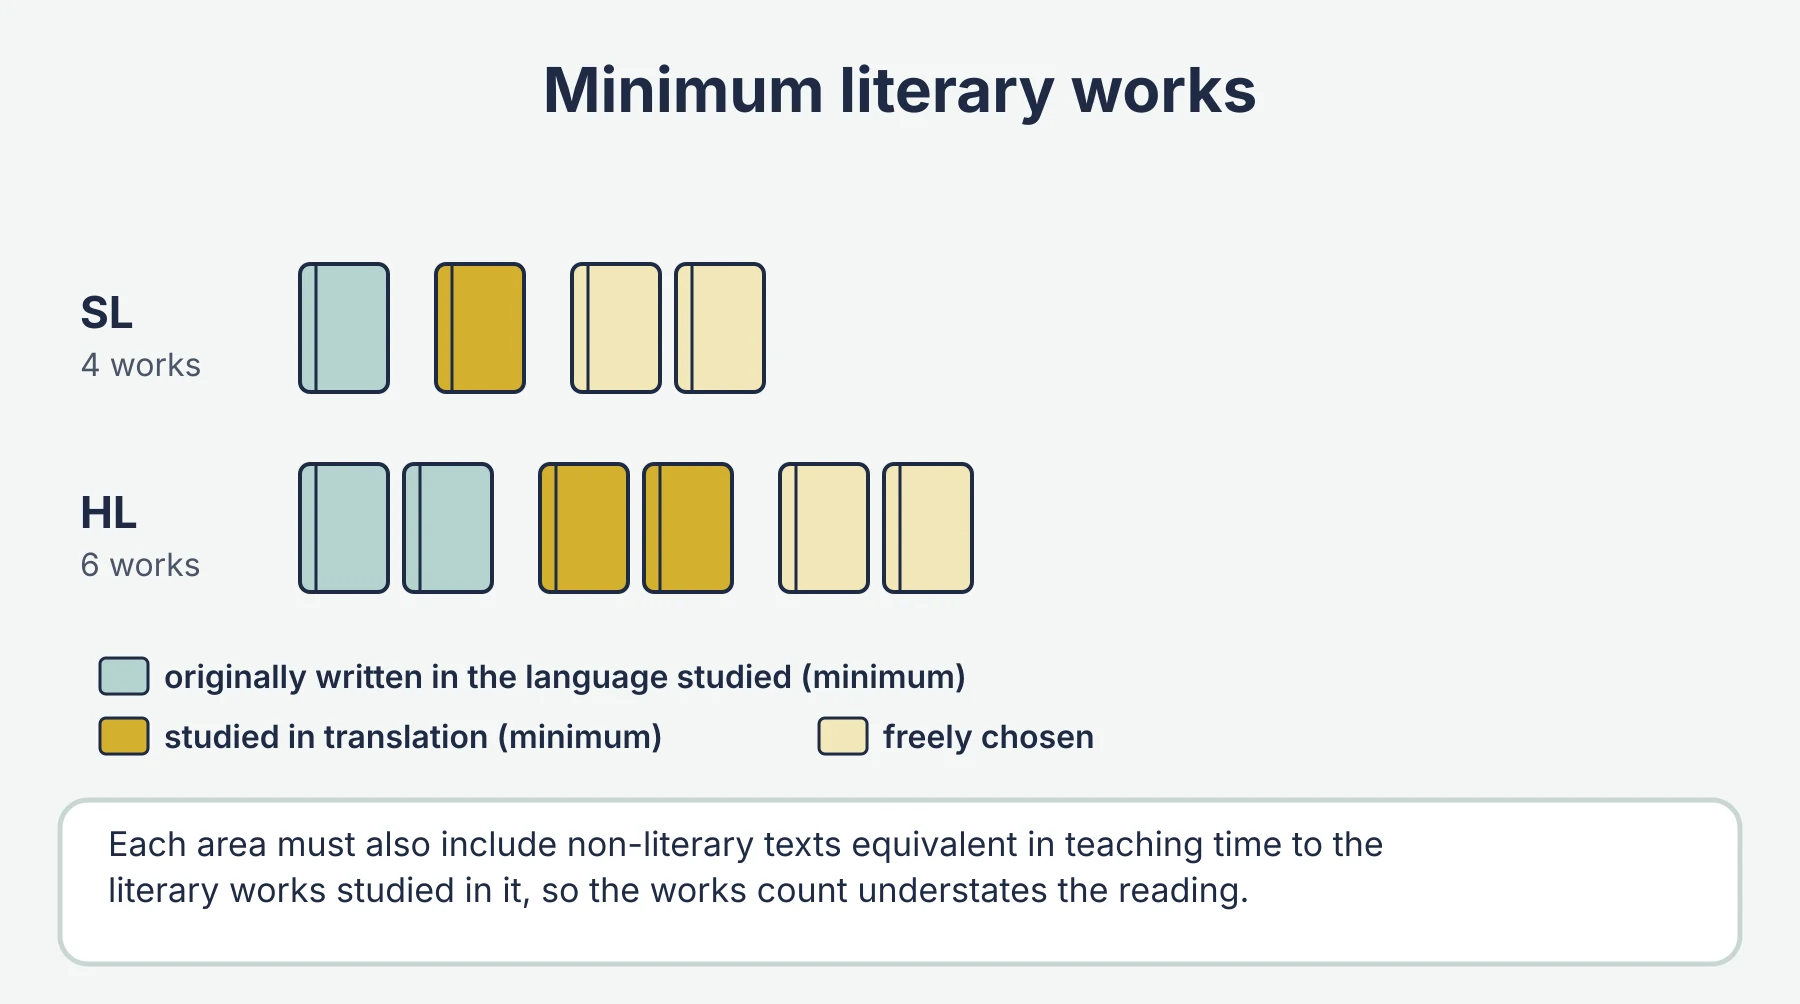 Minimum literary works
SL
4 works
HL
6 works
originally written in the language studied (minimum)
studied in translation (minimum)
freely chosen
Each area must also include non-literary texts equivalent in teaching time to the
literary works studied in it, so the works count understates the reading.